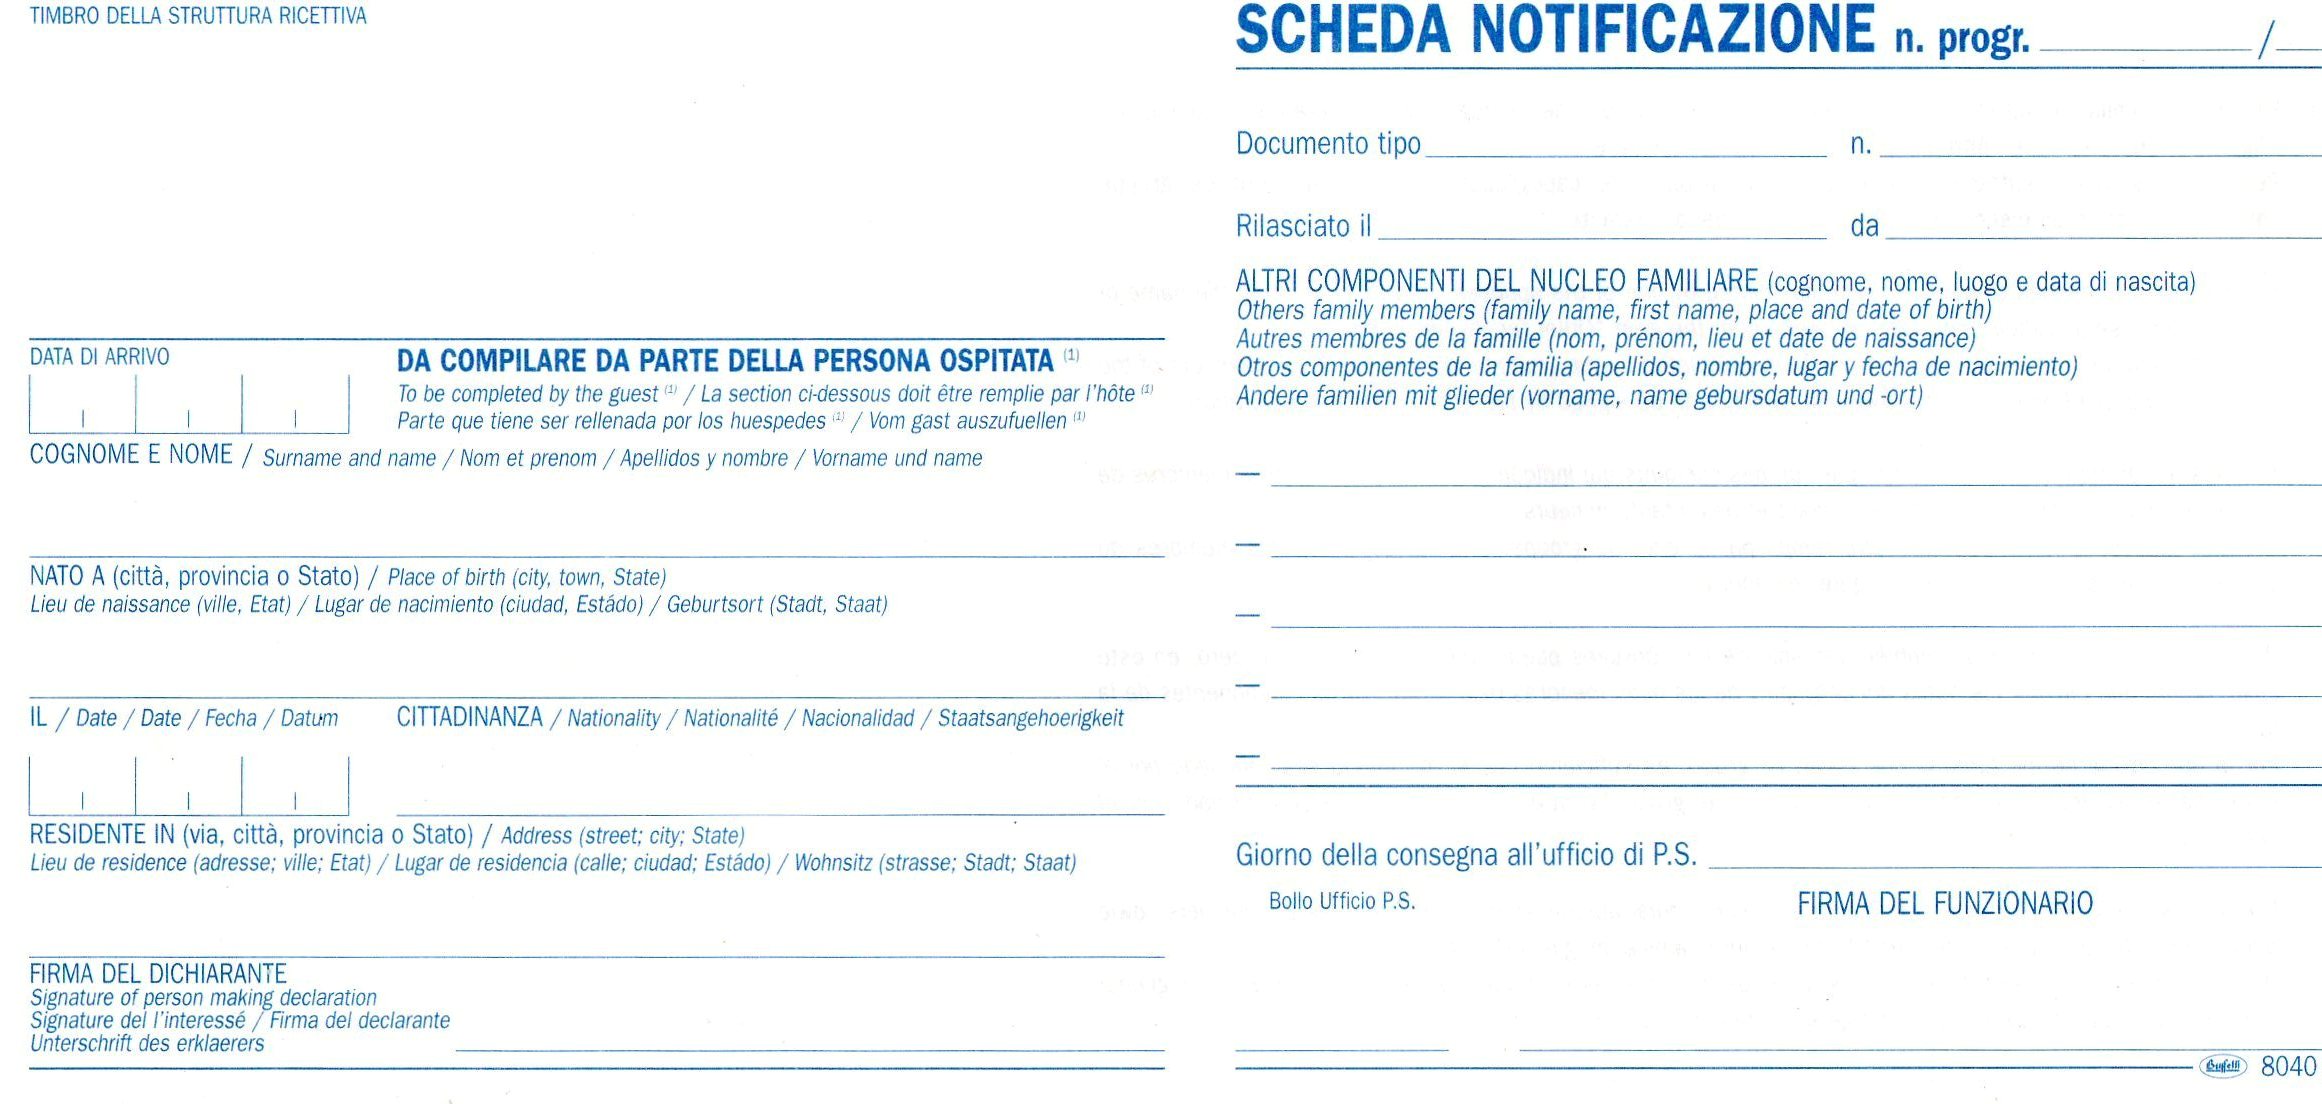 TIMBRO DELLA STRUTTURA RICETTIVA
DATA DI ARRIVO
DA COMPILARE DA PARTE DELLA PERSONA OSPITATA (1)
To be completed by the guest (1) / La section ci-dessous doit être remplie par l'hôte (1)
Parte que tiene ser rellenada por los huespedes (1) / Vom gast auszufuellen (1)
COGNOME E NOME / Surname and name / Nom et prenom / Apellidos y nombre / Vorname und name
NATO A (città, provincia o Stato) / Place of birth (city, town, State)
Lieu de naissance (ville, Etat) / Lugar de nacimiento (ciudad, Estádo) / Geburtsort (Stadt, Staat)
IL / Date / Date / Fecha / Datum
CITTADINANZA / Nationality / Nationalité / Nacionalidad / Staatsangehoerigkeit
RESIDENTE IN (via, città, provincia o Stato) / Address (street; city; State)
Lieu de residence (adresse; ville; Etat) / Lugar de residencia (calle; ciudad; Estádo) / Wohnsitz (strasse; Stadt; Staat)
FIRMA DEL DICHIARANTE
Signature of person making declaration
Signature del l'interessé / Firma del declarante
Unterschrift des erklaerers
SCHEDA NOTIFICAZIONE n. progr. /
Documento tipo n.
Rilasciato il da
ALTRI COMPONENTI DEL NUCLEO FAMILIARE (cognome, nome, luogo e data di nascita)
Others family members (family name, first name, place and date of birth)
Autres membres de la famille (nom, prénom, lieu et date de naissance)
Otros componentes de la familia (apellidos, nombre, lugar y fecha de nacimiento)
Andere familien mit glieder (vorname, name gebursdatum und -ort)
–
–
–
–
–
Giorno della consegna all'ufficio di P.S.
Bollo Ufficio P.S.
FIRMA DEL FUNZIONARIO
Buffetti 8040